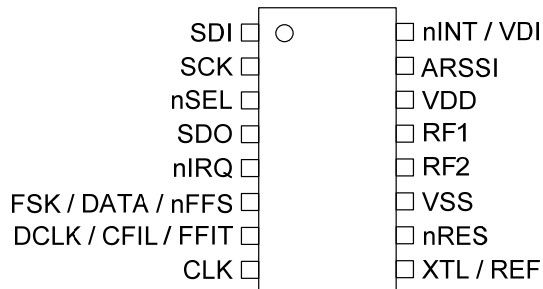 SDI
nINT / VDI
SCK
ARSSI
nSEL
VDD
SDO
RF1
nIRQ
RF2
FSK / DATA / nFFS
VSS
DCLK / CFIL / FFIT
nRES
CLK
XTL / REF